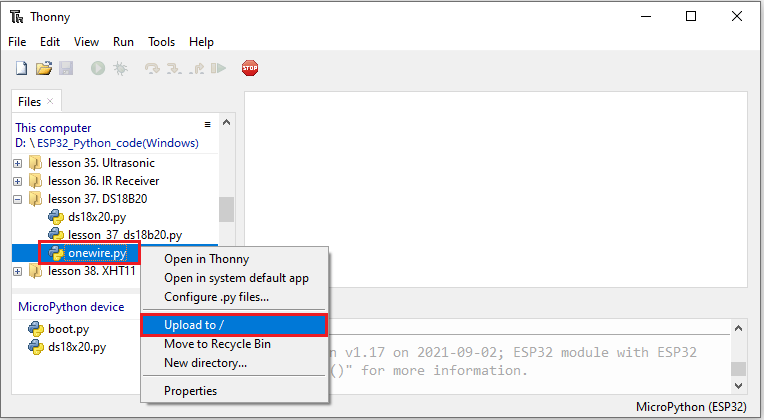 Thonny
File Edit View Run Tools Help
STOP
Files
This computer
D: \ESP32_Python_code(Windows)
lesson 35. Ultrasonic
lesson 36. IR Receiver
lesson 37. DS18B20
ds18x20.py
lesson_37_ds18b20.py
onewire.py
lesson 38. XHT11
MicroPython device
boot.py
ds18x20.py
Open in Thonny
Open in system default app
Configure .py files...
Upload to /
Move to Recycle Bin
New directory...
Properties
v1.17 on 2021-09-02; ESP32 module with ESP32
()" for more information.
MicroPython (ESP32)